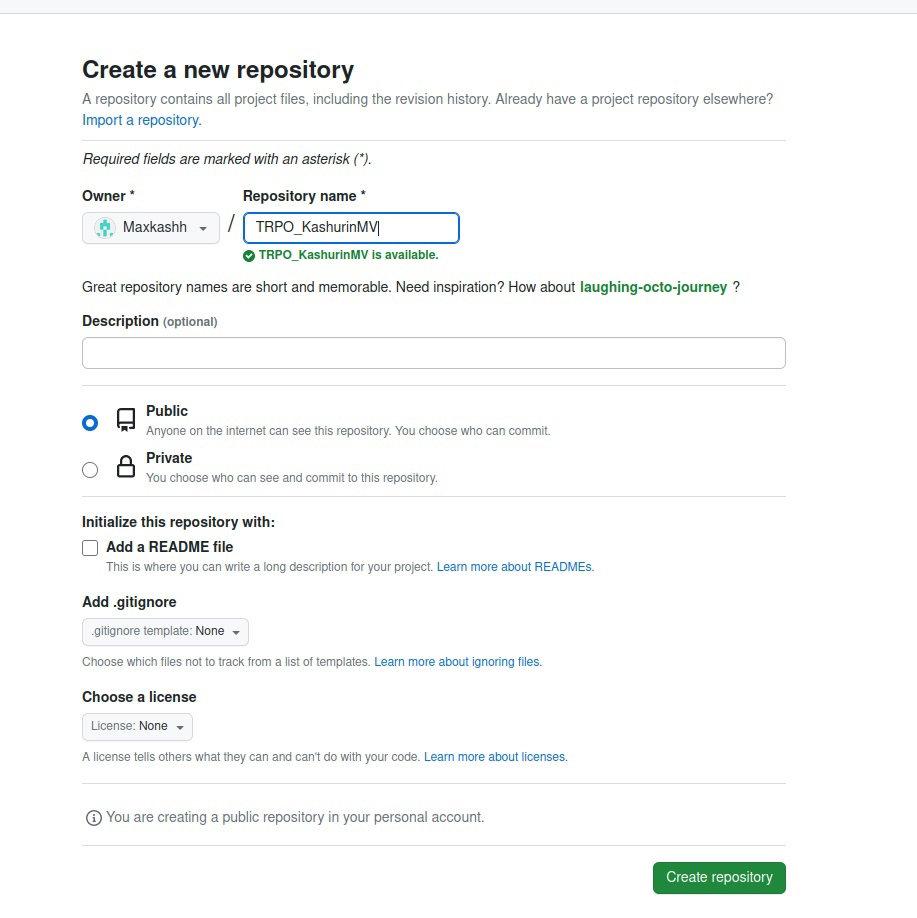 Create a new repository
A repository contains all project files, including the revision history. Already have a project repository elsewhere?
Import a repository.
Required fields are marked with an asterisk (*).
Owner * Repository name *
Maxkashh / TRPO_KashurinMV
TRPO_KashurinMV is available.
Great repository names are short and memorable. Need inspiration? How about laughing-octo-journey ?
Description (optional)
Public
Anyone on the internet can see this repository. You choose who can commit.
Private
You choose who can see and commit to this repository.
Initialize this repository with:
Add a README file
This is where you can write a long description for your project. Learn more about READMEs.
Add .gitignore
.gitignore template: None
Choose which files not to track from a list of templates. Learn more about ignoring files.
Choose a license
License: None
A license tells others what they can and can't do with your code. Learn more about licenses.
You are creating a public repository in your personal account.
Create repository